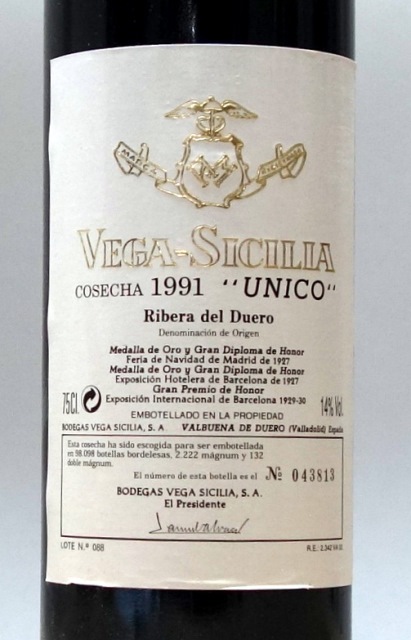 MARCA
VEGA-SICILIA
COSECHA 1991 "UNICO"
Ribera del Duero
Denominación de Origen
Medalla de Oro y Gran Diploma de Honor
Feria de Navidad de Madrid de 1927
Medalla de Oro y Gran Diploma de Honor
Exposición Hotelera de Barcelona de 1927
Gran Premio de Honor
75Cl. Exposición Internacional de Barcelona 1929-30 14% Vol.
EMBOTELLADO EN LA PROPIEDAD
BODEGAS VEGA SICILIA, S. A. VALBUENA DE DUERO (Valladolid) España
Esta cosecha ha sido escogida para ser embotellada
en 98.098 botellas bordelesas, 2.222 mágnum y 132
doble mágnum.
El número de esta botella es el Nº 043813
BODEGAS VEGA SICILIA, S. A.
El Presidente
LOTE N.º 088 R.E.: 2.342 VA 00